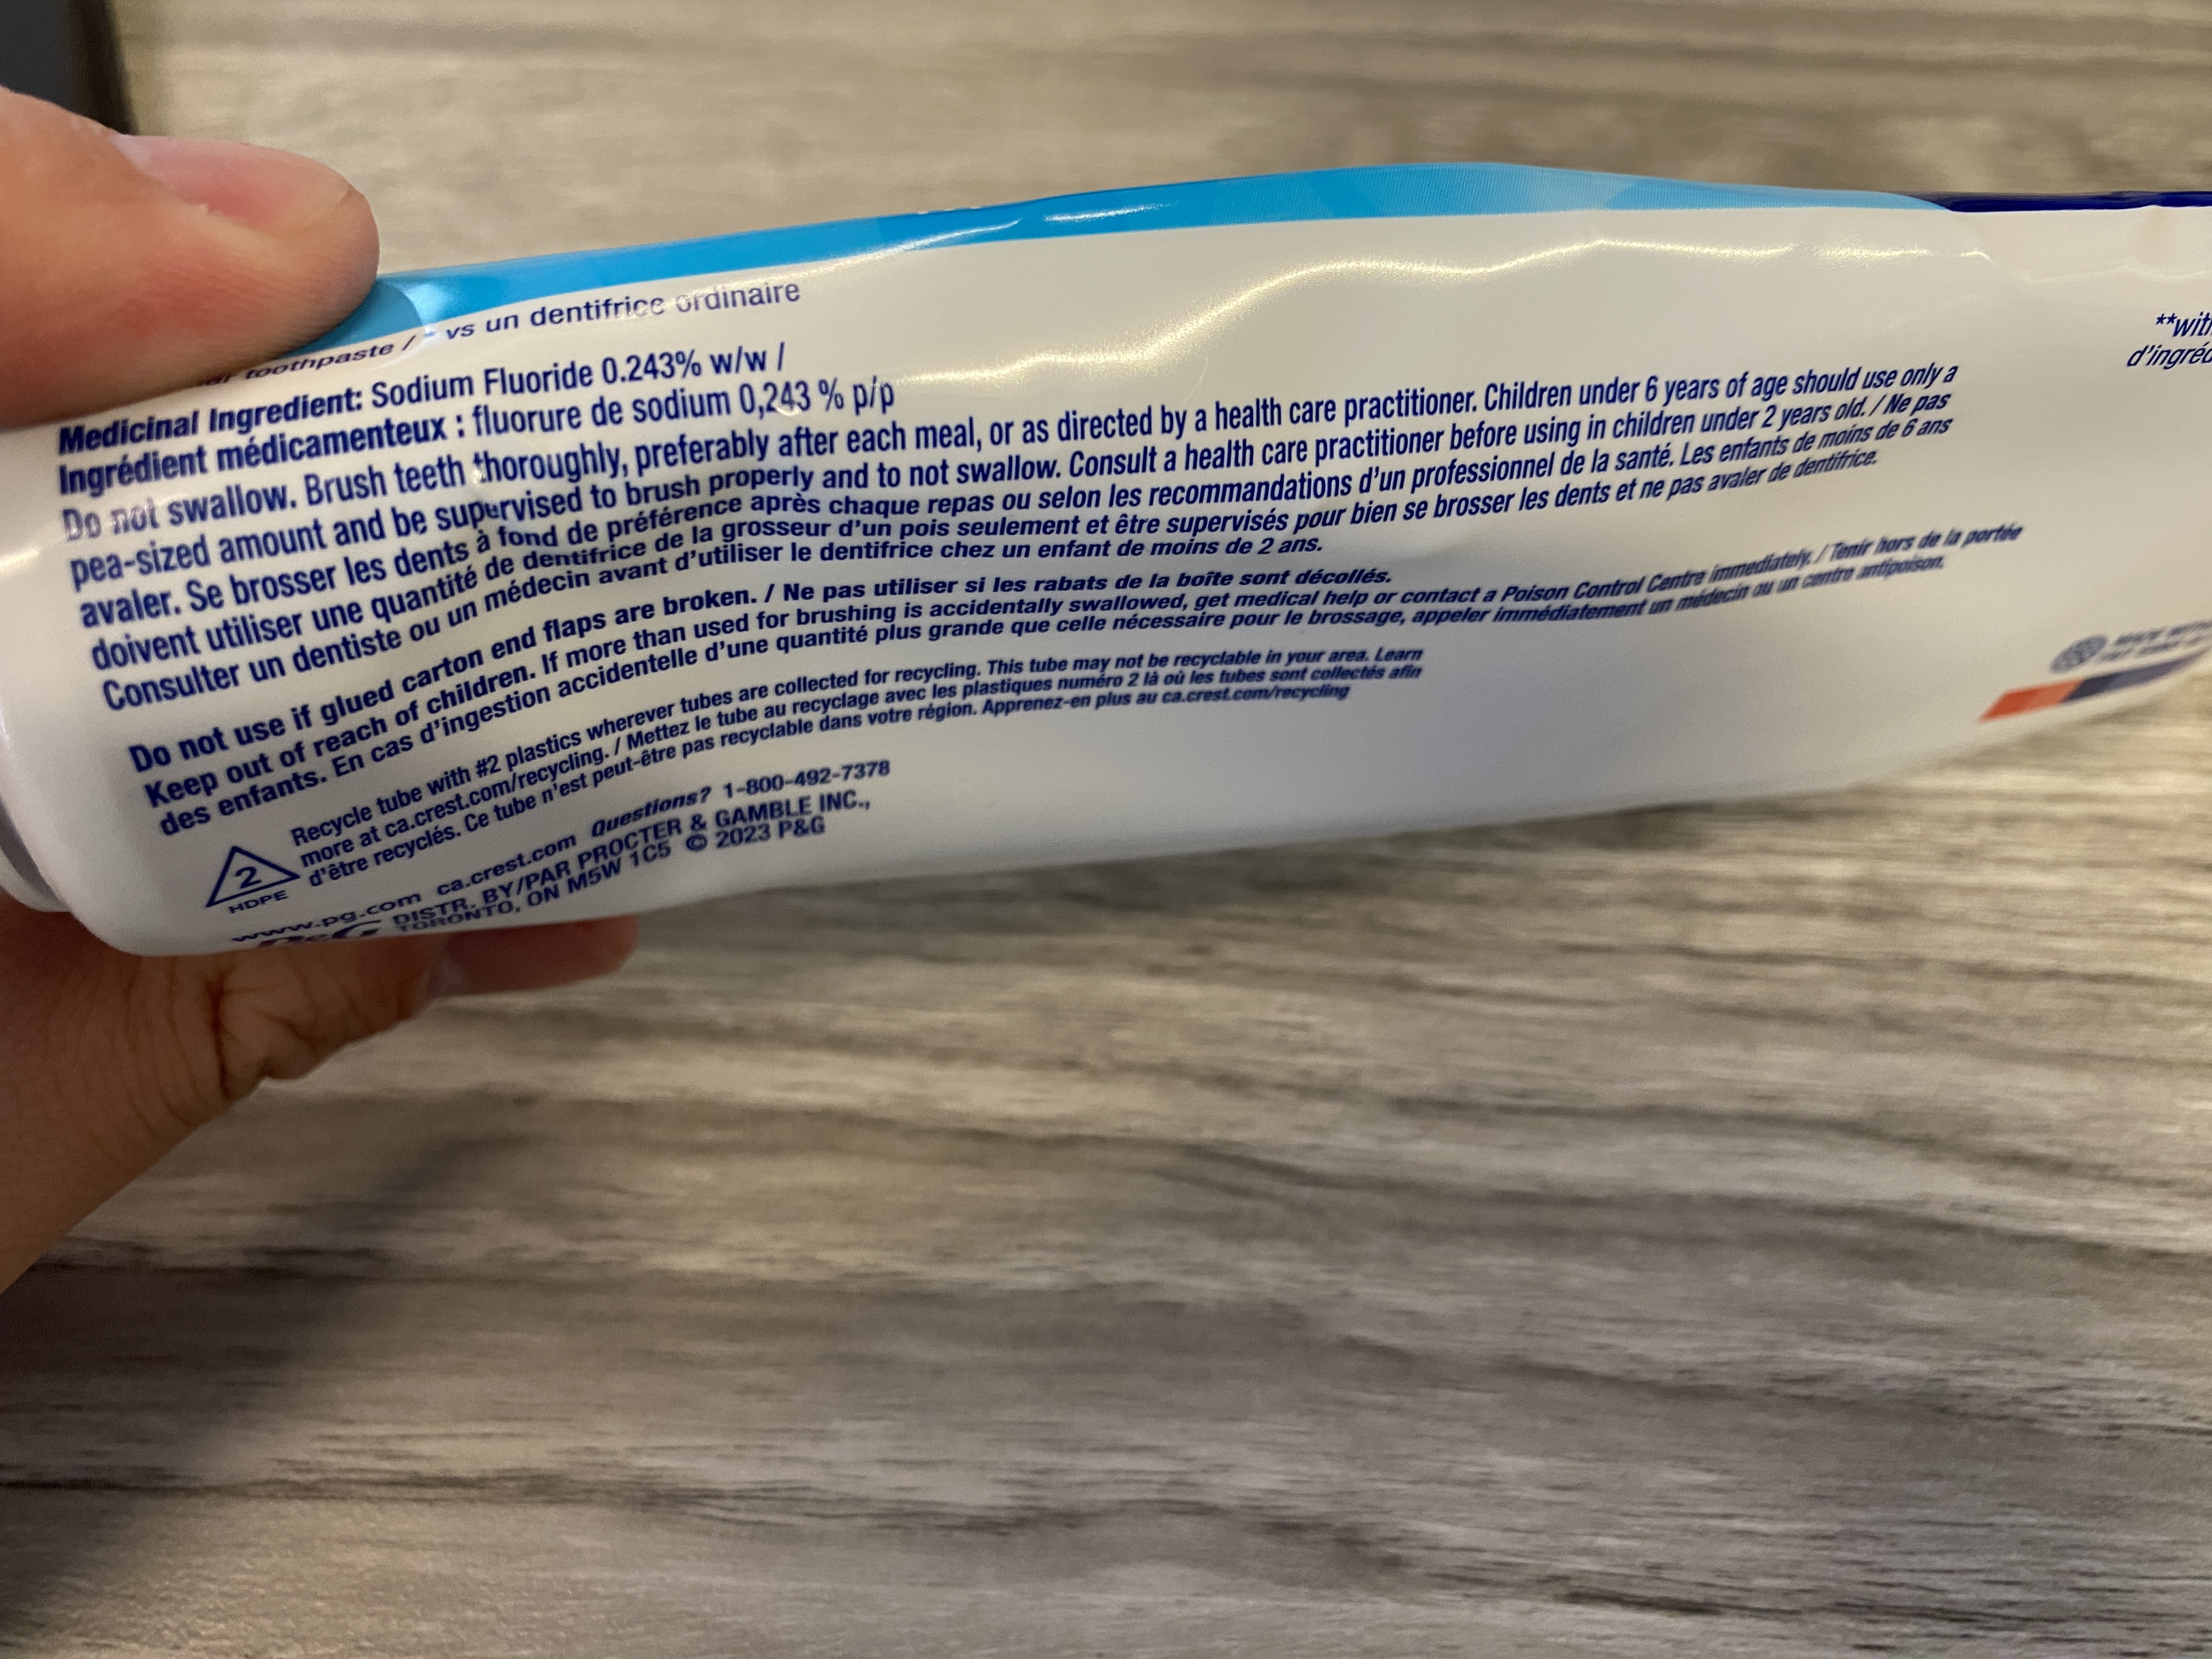 toothpaste / * vs un dentifrice ordinaire
Medicinal Ingredient: Sodium Fluoride 0.243% w/w /
Ingrédient médicamenteux : fluorure de sodium 0,243 % p/p
Do not swallow. Brush teeth thoroughly, preferably after each meal, or as directed by a health care practitioner. Children under 6 years of age should use only a
pea-sized amount and be supervised to brush properly and to not swallow. Consult a health care practitioner before using in children under 2 years old. / Ne pas
avaler. Se brosser les dents à fond de préférence après chaque repas ou selon les recommandations d'un professionnel de la santé. Les enfants de moins de 6 ans
doivent utiliser une quantité de dentifrice de la grosseur d'un pois seulement et être supervisés pour bien se brosser les dents et ne pas avaler de dentifrice.
Consulter un dentiste ou un médecin avant d'utiliser le dentifrice chez un enfant de moins de 2 ans.
Do not use if glued carton end flaps are broken. / Ne pas utiliser si les rabats de la boîte sont décollés.
Keep out of reach of children. If more than used for brushing is accidentally swallowed, get medical help or contact a Poison Control Centre immediately. / Tenir hors de la portée
des enfants. En cas d'ingestion accidentelle d'une quantité plus grande que celle nécessaire pour le brossage, appeler immédiatement un médecin ou un centre antipoison.
Recycle tube with #2 plastics wherever tubes are collected for recycling. This tube may not be recyclable in your area. Learn
more at ca.crest.com/recycling. / Mettez le tube au recyclage avec les plastiques numéro 2 là où les tubes sont collectés afin
d'être recyclés. Ce tube n'est peut-être pas recyclable dans votre région. Apprenez-en plus au ca.crest.com/recycling
2
HDPE
www.pg.com ca.crest.com Questions? 1-800-492-7378
P&G DISTR. BY/PAR PROCTER & GAMBLE INC.,
TORONTO, ON M5W 1C5 © 2023 P&G
**with
d'ingréd